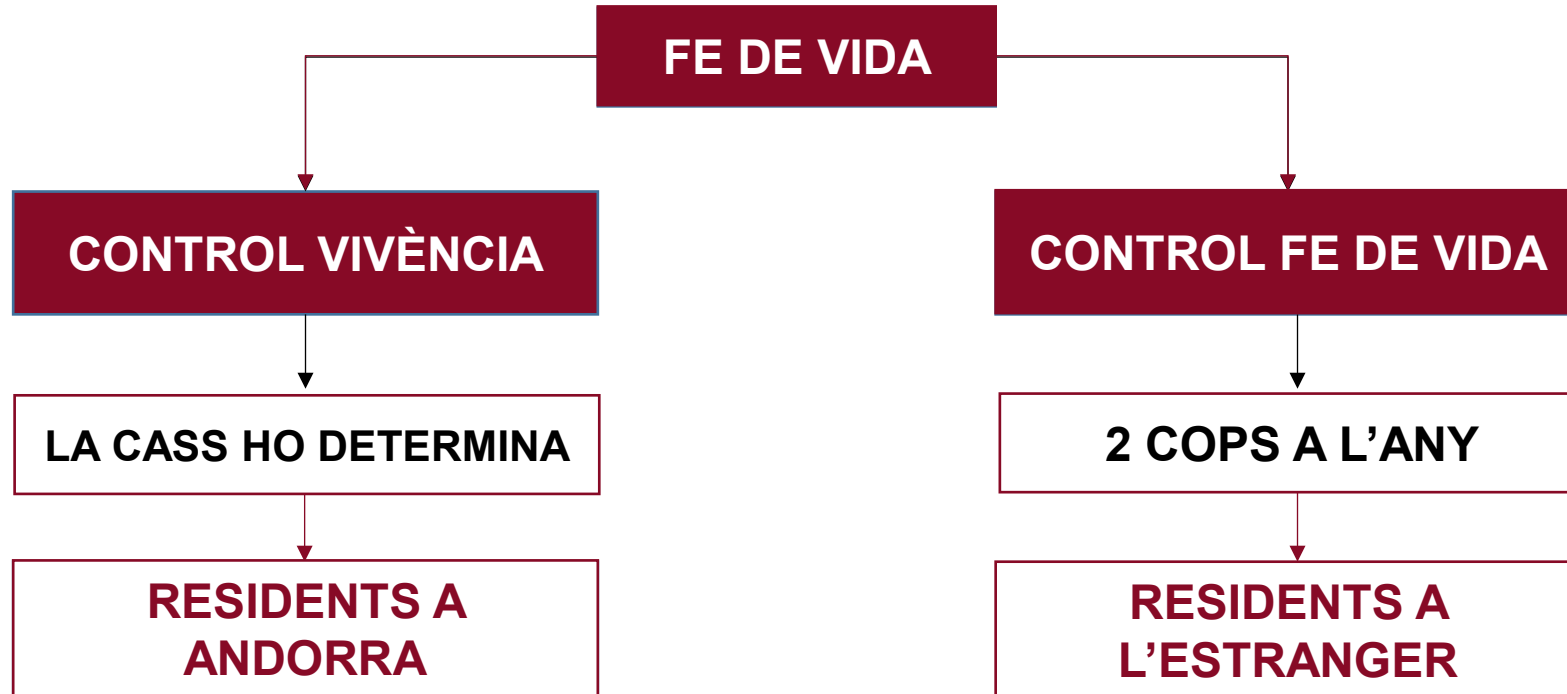 FE DE VIDA
CONTROL VIVÈNCIA
CONTROL FE DE VIDA
LA CASS HO DETERMINA
2 COPS A L’ANY
RESIDENTS A
ANDORRA
RESIDENTS A
L’ESTRANGER